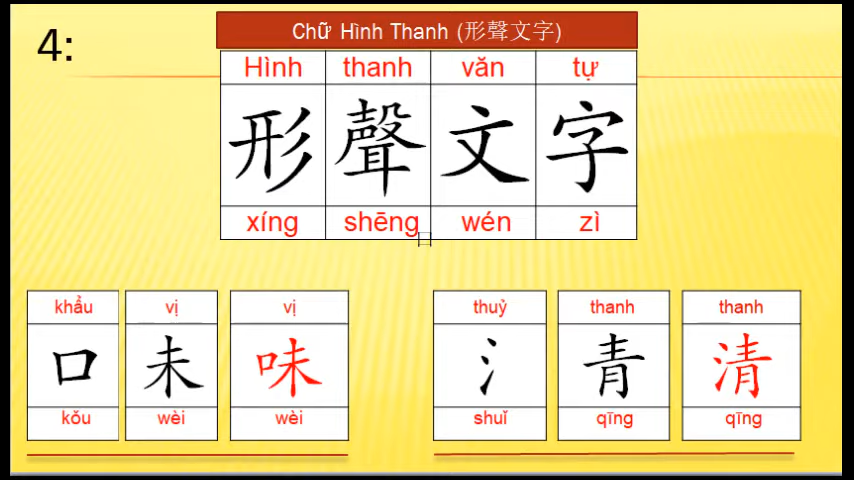 4:
Chữ Hình Thanh (形聲文字)
Hình thanh văn tự
形 聲 文 字
xíng shēng wén zì
khẩu vị vị
口 未 味
kǒu wèi wèi
thuỷ thanh thanh
氵 青 清
shuǐ qīng qīng